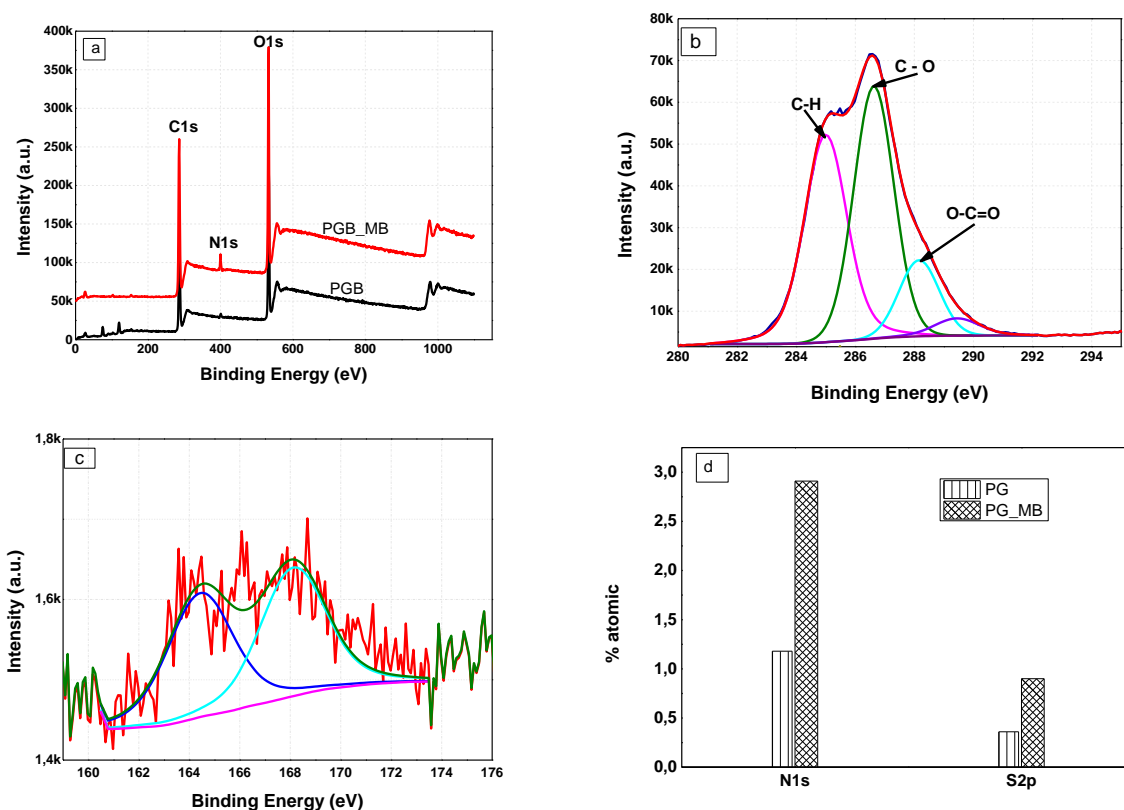 a
400k
350k
300k
250k
200k
150k
100k
50k
0
O1s
C1s
N1s
PGB_MB
PGB
0 200 400 600 800 1000
Binding Energy (eV)
Intensity (a.u.)
b
80k
70k
60k
50k
40k
30k
20k
10k
C - O
C-H
O-C=O
280 282 284 286 288 290 292 294
Binding Energy (eV)
Intensity (a.u.)
c
1,8k
1,6k
1,4k
160 162 164 166 168 170 172 174 176
Binding Energy (eV)
Intensity (a.u.)
d
3,0
2,5
2,0
1,5
1,0
0,5
0,0
PG
PG_MB
N1s S2p
% atomic